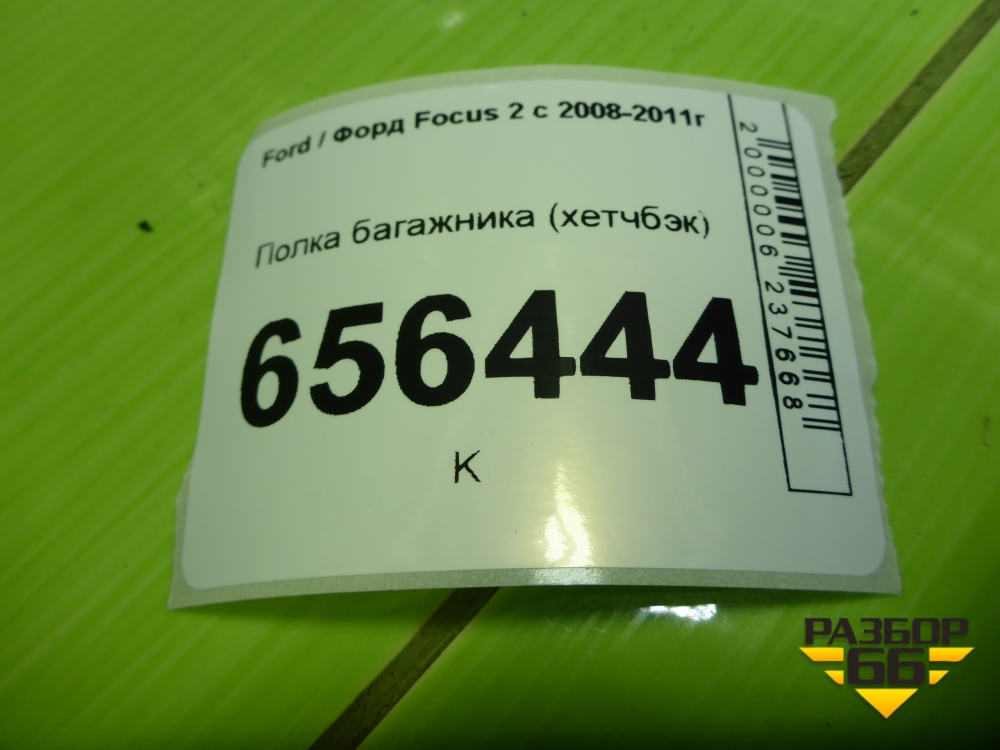 Ford / Форд Focus 2 с 2008-2011г
Полка багажника (хетчбэк)
656444
К
2000006237668
РАЗБОР
66